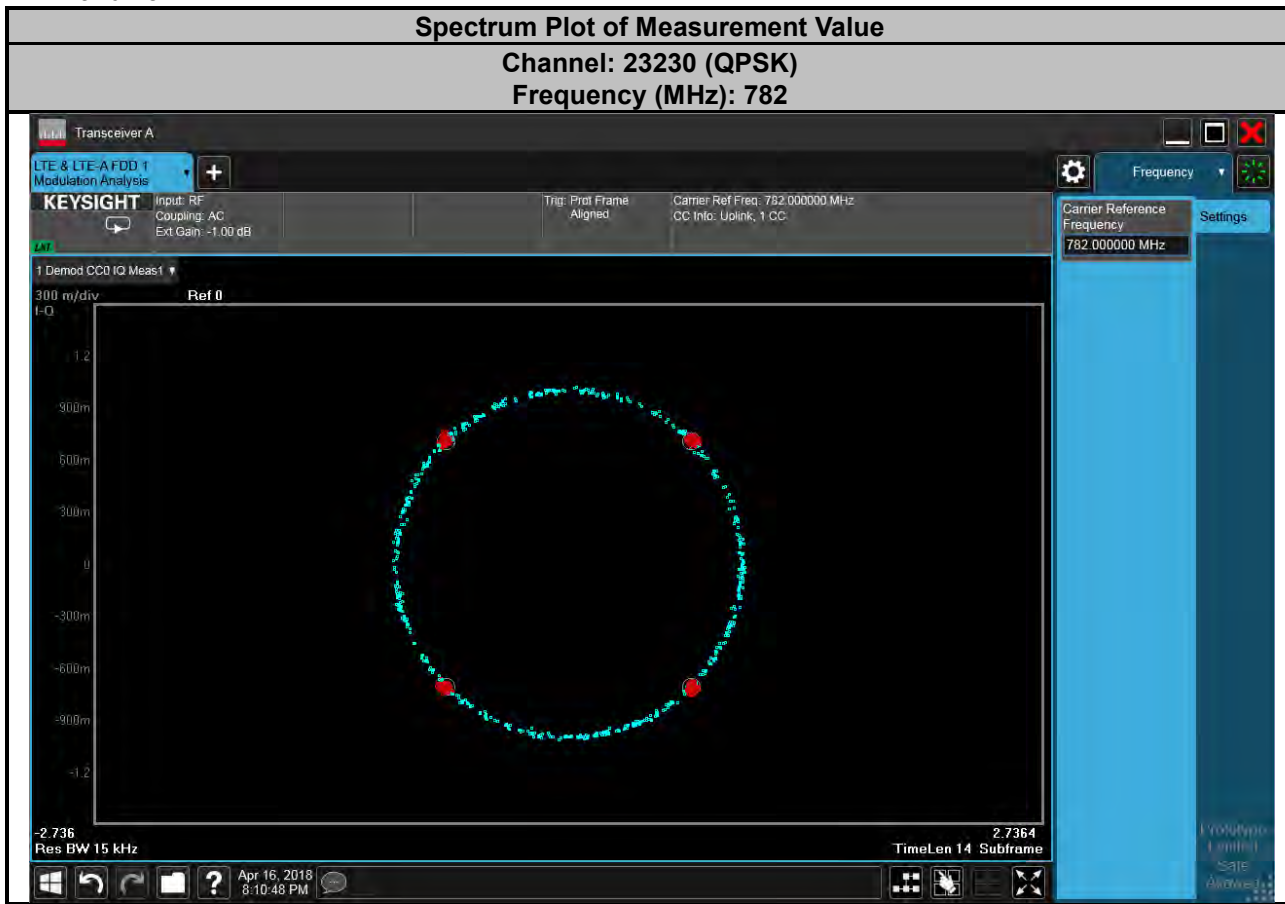 Spectrum Plot of Measurement Value
Channel: 23230 (QPSK)
Frequency (MHz): 782
Transceiver A
LTE & LTE-A FDD 1
Modulation Analysis
+
Frequency
KEYSIGHT
Input: RF
Coupling: AC
Ext Gain: -1.00 dB
Trig: Prdt Frame
Aligned
Carrier Ref Freq: 782.000000 MHz
CC Info: Uplink, 1 CC
LXI
Carrier Reference
Frequency
782.000000 MHz
Settings
1 Demod CC0 IQ Meas1
300 m/div
Ref 0
I-Q
1.2
900m
600m
300m
0
-300m
-600m
-900m
-1.2
-2.736
2.7364
Res BW 15 kHz
TimeLen 14 Subframe
?
Apr 16, 2018
8:10:48 PM